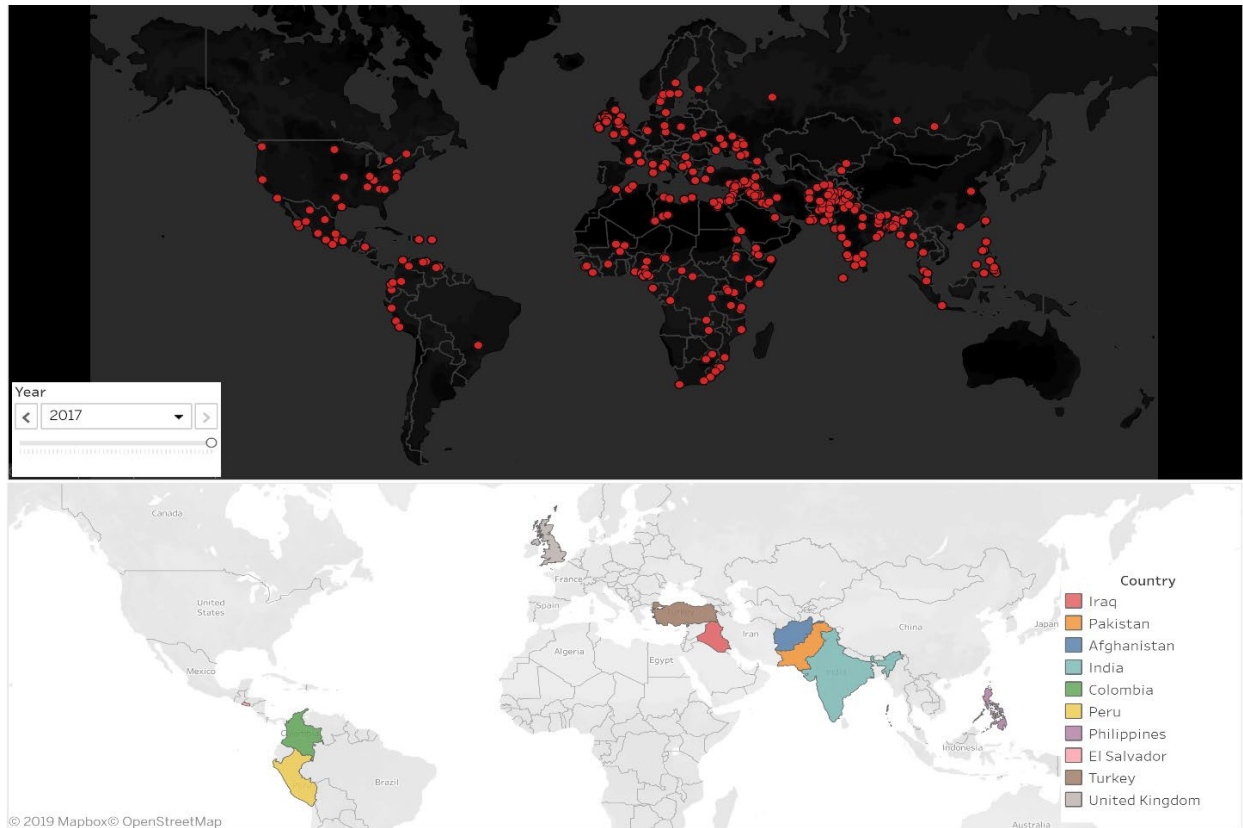 Year
2017
Canada
United
States
Mexico
Brazil
France
Spain
Algeria
Egypt
Iran
China
Japan
Indonesia
Australia
Country
Iraq
Pakistan
Afghanistan
India
Colombia
Peru
Philippines
El Salvador
Turkey
United Kingdom
© 2019 Mapbox© OpenStreetMap